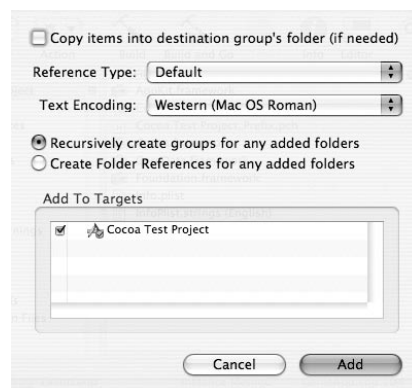 Copy items into destination group's folder (if needed)
Reference Type: Default
Text Encoding: Western (Mac OS Roman)
Recursively create groups for any added folders
Create Folder References for any added folders
Add To Targets
Cocoa Test Project
Cancel Add